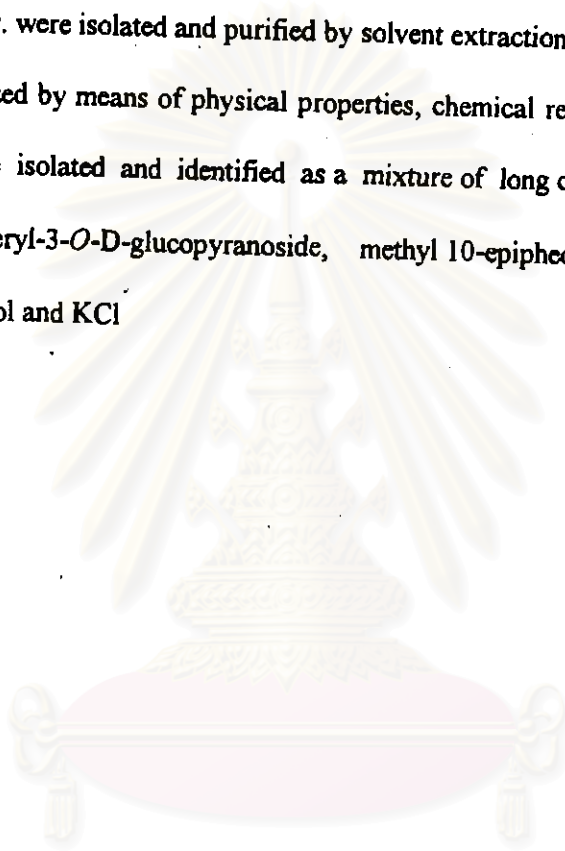 . were isolated and purified by solvent extraction
ed by means of physical properties, chemical re
isolated and identified as a mixture of long c
eryl-3-O-D-glucopyranoside, methyl 10-epipheo
ol and KCl